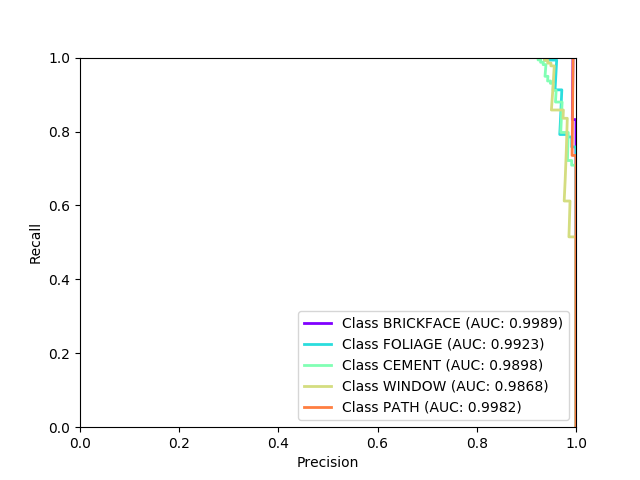 1.0
0.8
0.6
0.4
0.2
0.0
Recall
Class BRICKFACE (AUC: 0.9989)
Class FOLIAGE (AUC: 0.9923)
Class CEMENT (AUC: 0.9898)
Class WINDOW (AUC: 0.9868)
Class PATH (AUC: 0.9982)
0.0 0.2 0.4 0.6 0.8 1.0
Precision